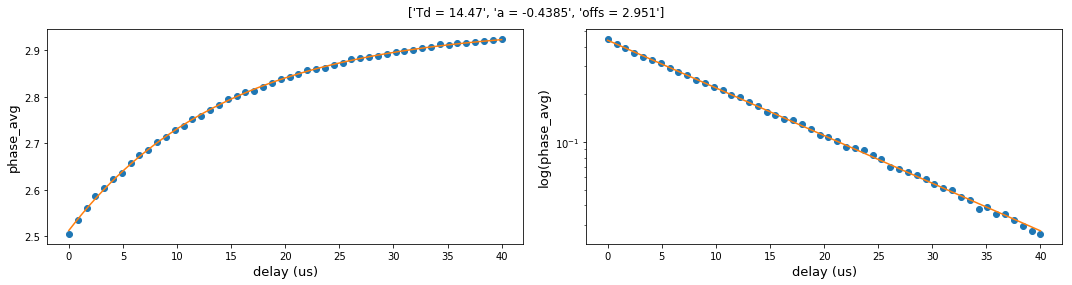 ['Td = 14.47', 'a = -0.4385', 'offs = 2.951']
phase_avg
2.9
2.8
2.7
2.6
2.5
0 5 10 15 20 25 30 35 40
delay (us)
log(phase_avg)
10⁻¹
0 5 10 15 20 25 30 35 40
delay (us)